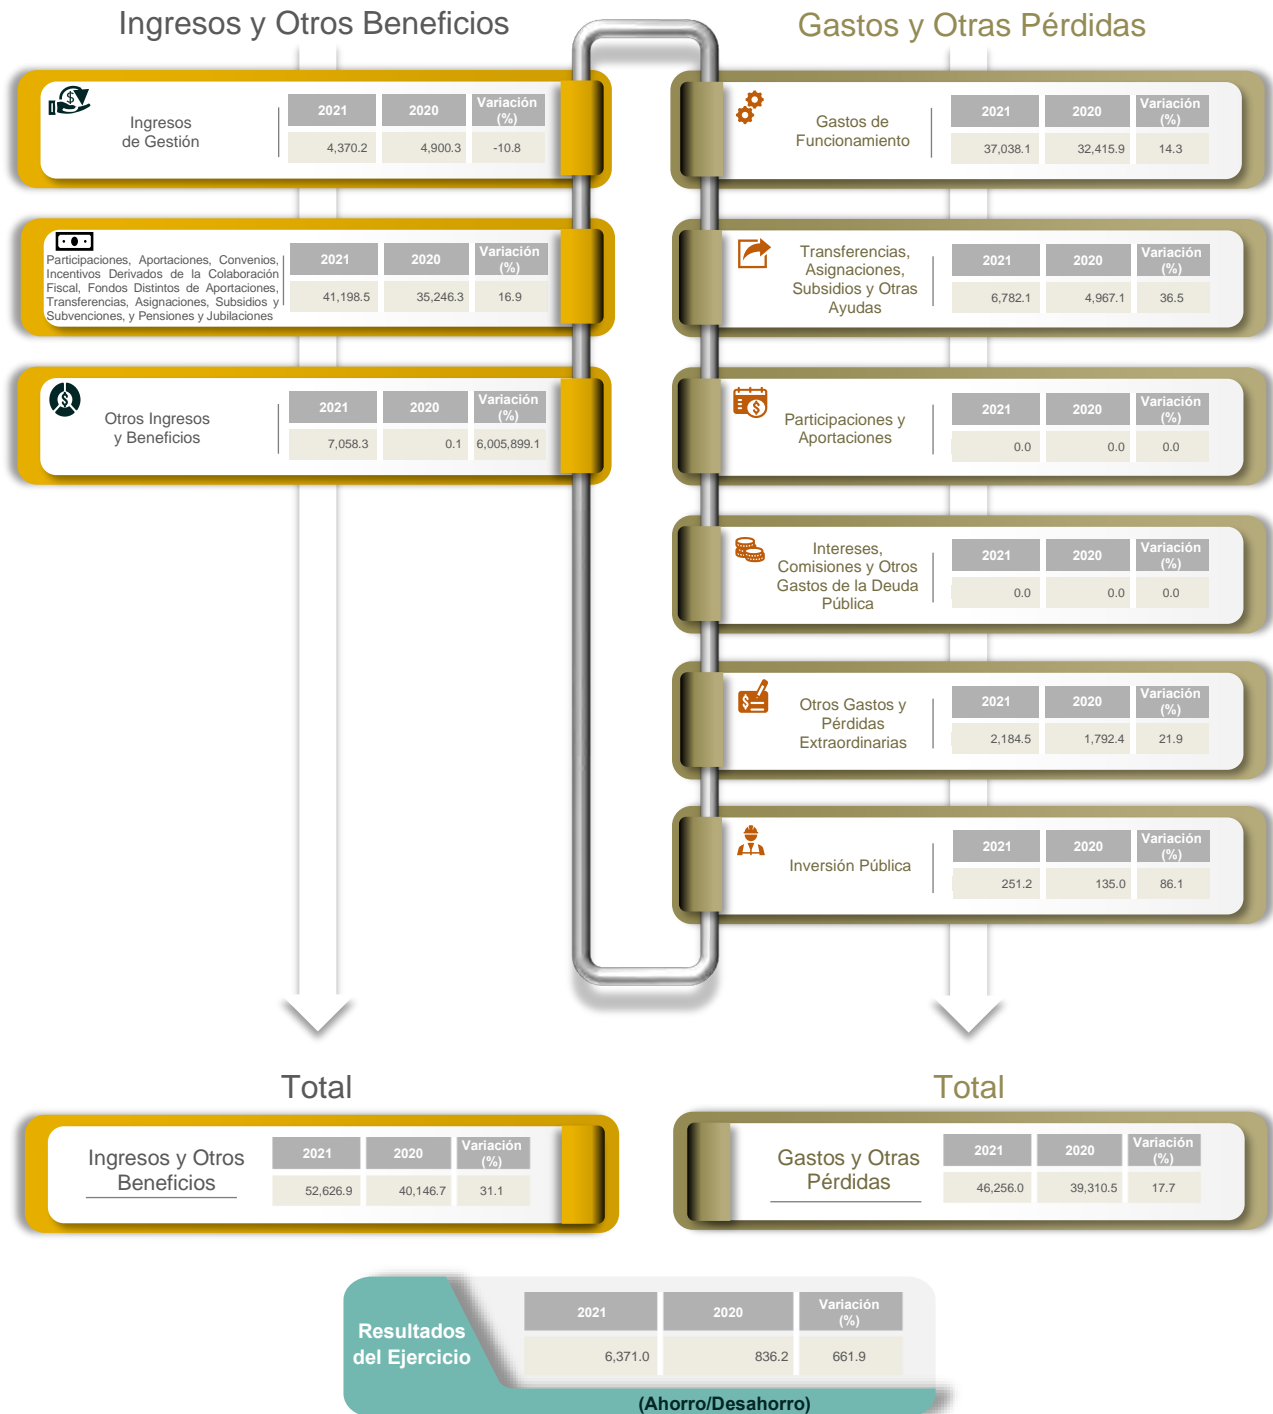 Ingresos y Otros Beneficios
Ingresos
de Gestión
2021 2020 Variación (%)
4,370.2 4,900.3 -10.8
Participaciones, Aportaciones, Convenios,
Incentivos Derivados de la Colaboración
Fiscal, Fondos Distintos de Aportaciones,
Transferencias, Asignaciones, Subsidios y
Subvenciones, y Pensiones y Jubilaciones
2021 2020 Variación (%)
41,198.5 35,246.3 16.9
Otros Ingresos
y Beneficios
2021 2020 Variación (%)
7,058.3 0.1 6,005,899.1
Gastos y Otras Pérdidas
Gastos de
Funcionamiento
2021 2020 Variación (%)
37,038.1 32,415.9 14.3
Transferencias,
Asignaciones,
Subsidios y Otras
Ayudas
2021 2020 Variación (%)
6,782.1 4,967.1 36.5
Participaciones y
Aportaciones
2021 2020 Variación (%)
0.0 0.0 0.0
Intereses,
Comisiones y Otros
Gastos de la Deuda
Pública
2021 2020 Variación (%)
0.0 0.0 0.0
Otros Gastos y
Pérdidas
Extraordinarias
2021 2020 Variación (%)
2,184.5 1,792.4 21.9
Inversión Pública
2021 2020 Variación (%)
251.2 135.0 86.1
Total
Ingresos y Otros
Beneficios
2021 2020 Variación (%)
52,626.9 40,146.7 31.1
Total
Gastos y Otras
Pérdidas
2021 2020 Variación (%)
46,256.0 39,310.5 17.7
Resultados
del Ejercicio
2021 2020 Variación (%)
6,371.0 836.2 661.9
(Ahorro/Desahorro)